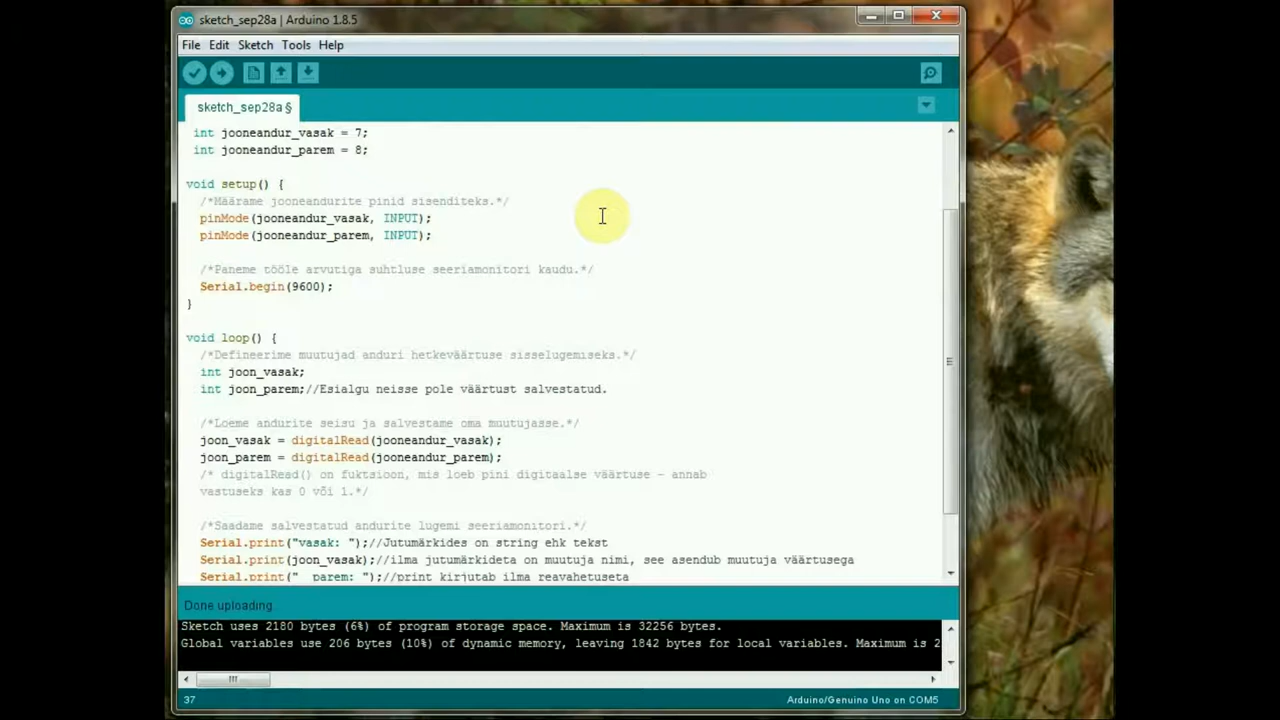 sketch_sep28a | Arduino 1.8.5
File Edit Sketch Tools Help
sketch_sep28a §
int jooneandur_vasak = 7;
int jooneandur_parem = 8;
void setup() {
/*Määrame jooneandurite pinid sisenditeks.*/
pinMode(jooneandur_vasak, INPUT);
pinMode(jooneandur_parem, INPUT);
/*Paneme tööle arvutiga suhtluse seeriamonitori kaudu.*/
Serial.begin(9600);
}
void loop() {
/*Defineerime muutujad anduri hetkeväärtuse sisselugemiseks.*/
int joon_vasak;
int joon_parem;//Esialgu neisse pole väärtust salvestatud.
/*Loeme andurite seisu ja salvestame oma muutujasse.*/
joon_vasak = digitalRead(jooneandur_vasak);
joon_parem = digitalRead(jooneandur_parem);
/* digitalRead() on fuktsioon, mis loeb pini digitaalse väärtuse - annab
vastuseks kas 0 või 1.*/
/*Saadame salvestatud andurite lugemi seeriamonitori.*/
Serial.print("vasak: ");//Jutumärkides on string ehk tekst
Serial.print(joon_vasak);//ilma jutumärkideta on muutuja nimi, see asendub muutuja väärtusega
Serial.print("  parem: ");//print kirjutab ilma reavahetuseta
Done uploading.
Sketch uses 2180 bytes (6%) of program storage space. Maximum is 32256 bytes.
Global variables use 206 bytes (10%) of dynamic memory, leaving 1842 bytes for local variables. Maximum is 2
37
Arduino/Genuino Uno on COM5